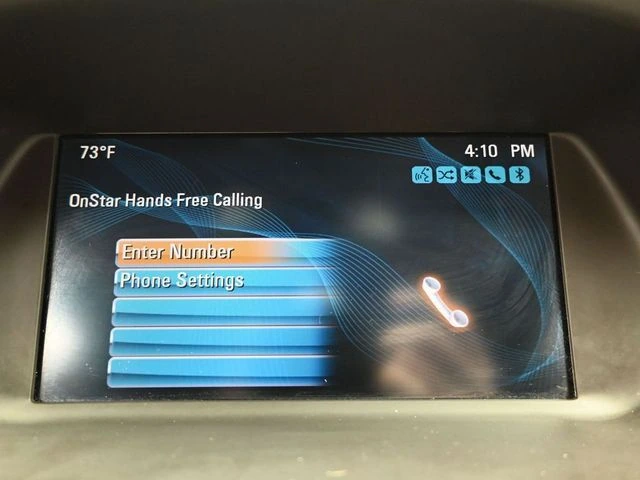 73°F
4:10 PM
OnStar Hands Free Calling
Enter Number
Phone Settings